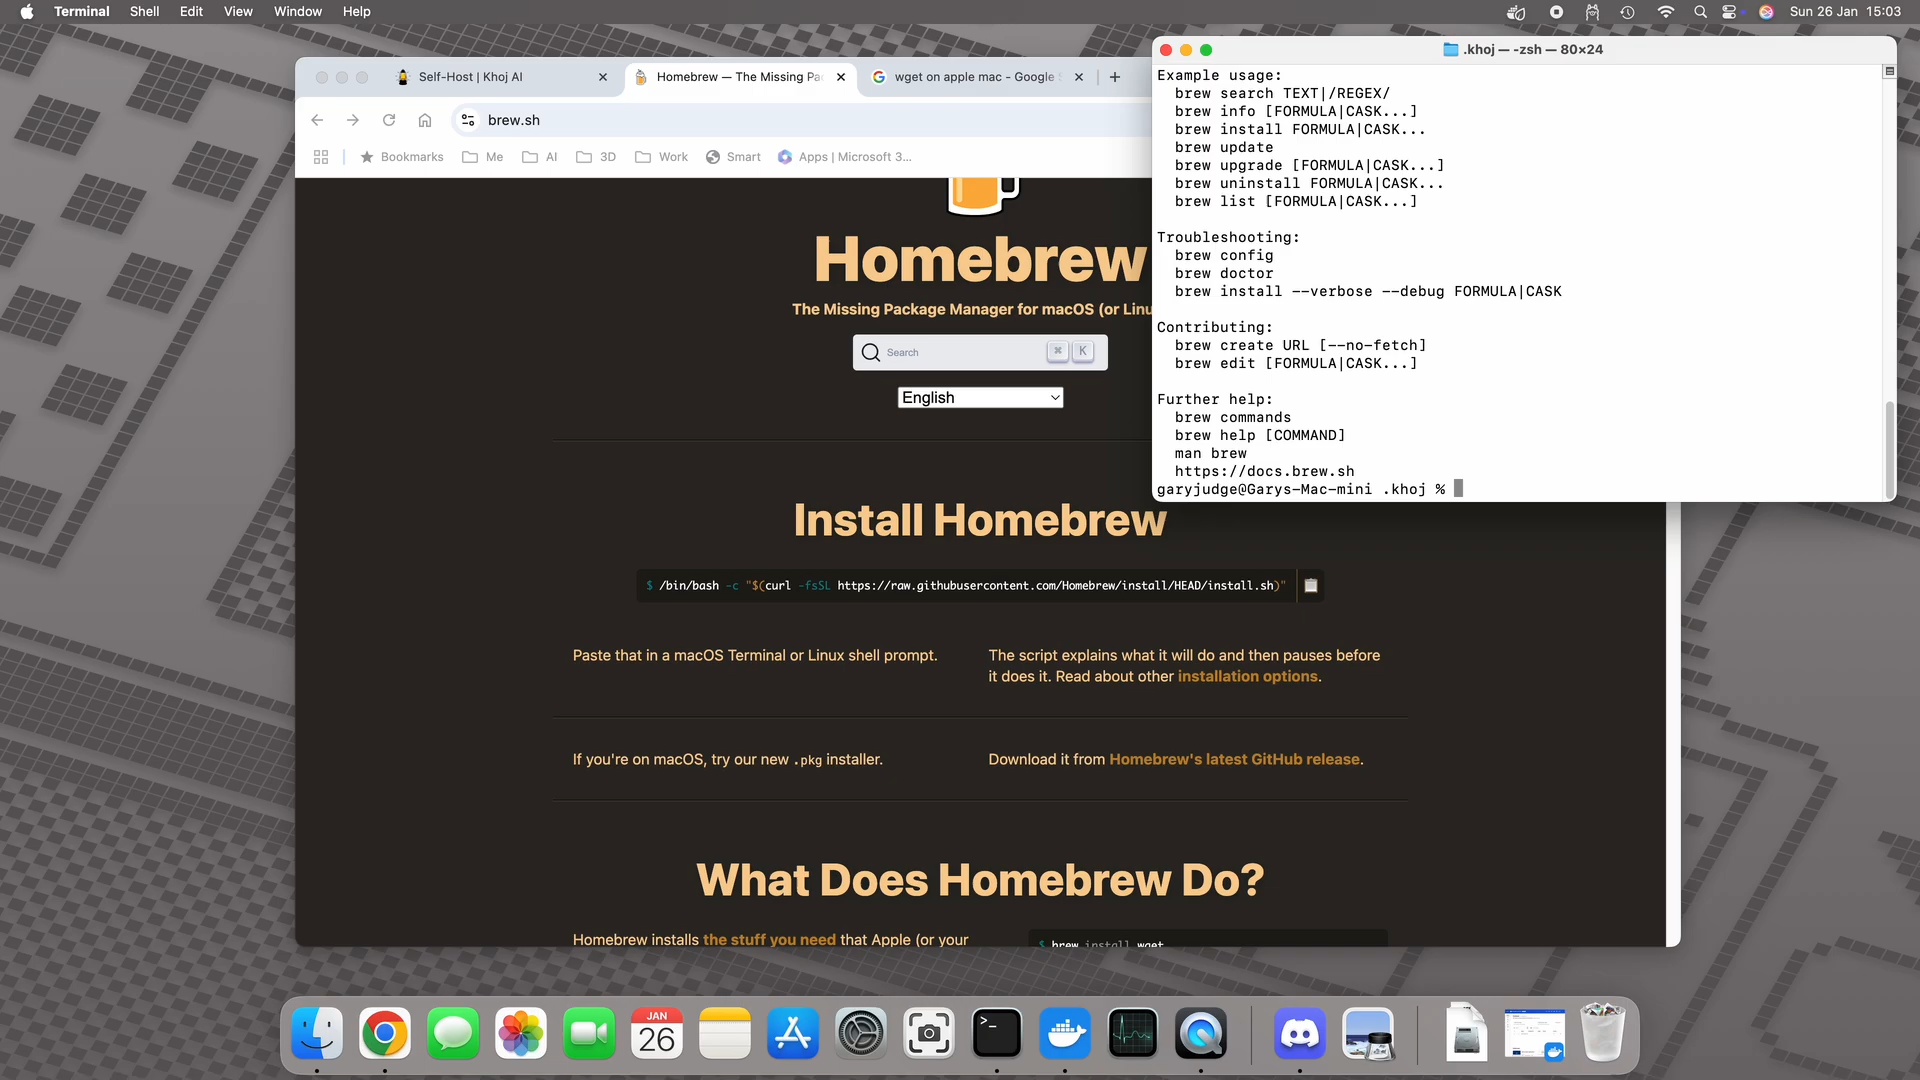 Terminal Shell Edit View Window Help
Sun 26 Jan 15:03
Self-Host | Khoj AI
Homebrew — The Missing Pa
wget on apple mac - Google
brew.sh
Bookmarks Me AI 3D Work Smart Apps | Microsoft 3...
Homebrew
The Missing Package Manager for macOS (or Linu
Search ⌘ K
English
Install Homebrew
$ /bin/bash -c "$(curl -fsSL https://raw.githubusercontent.com/Homebrew/install/HEAD/install.sh)"
Paste that in a macOS Terminal or Linux shell prompt.
The script explains what it will do and then pauses before
it does it. Read about other installation options.
If you're on macOS, try our new .pkg installer.
Download it from Homebrew's latest GitHub release.
What Does Homebrew Do?
Homebrew installs the stuff you need that Apple (or your
$ brew install wget
.khoj — -zsh — 80×24
Example usage:
brew search TEXT|/REGEX/
brew info [FORMULA|CASK...]
brew install FORMULA|CASK...
brew update
brew upgrade [FORMULA|CASK...]
brew uninstall FORMULA|CASK...
brew list [FORMULA|CASK...]
Troubleshooting:
brew config
brew doctor
brew install --verbose --debug FORMULA|CASK
Contributing:
brew create URL [--no-fetch]
brew edit [FORMULA|CASK...]
Further help:
brew commands
brew help [COMMAND]
man brew
https://docs.brew.sh
garyjudge@Garys-Mac-mini .khoj %
JAN
26
>_